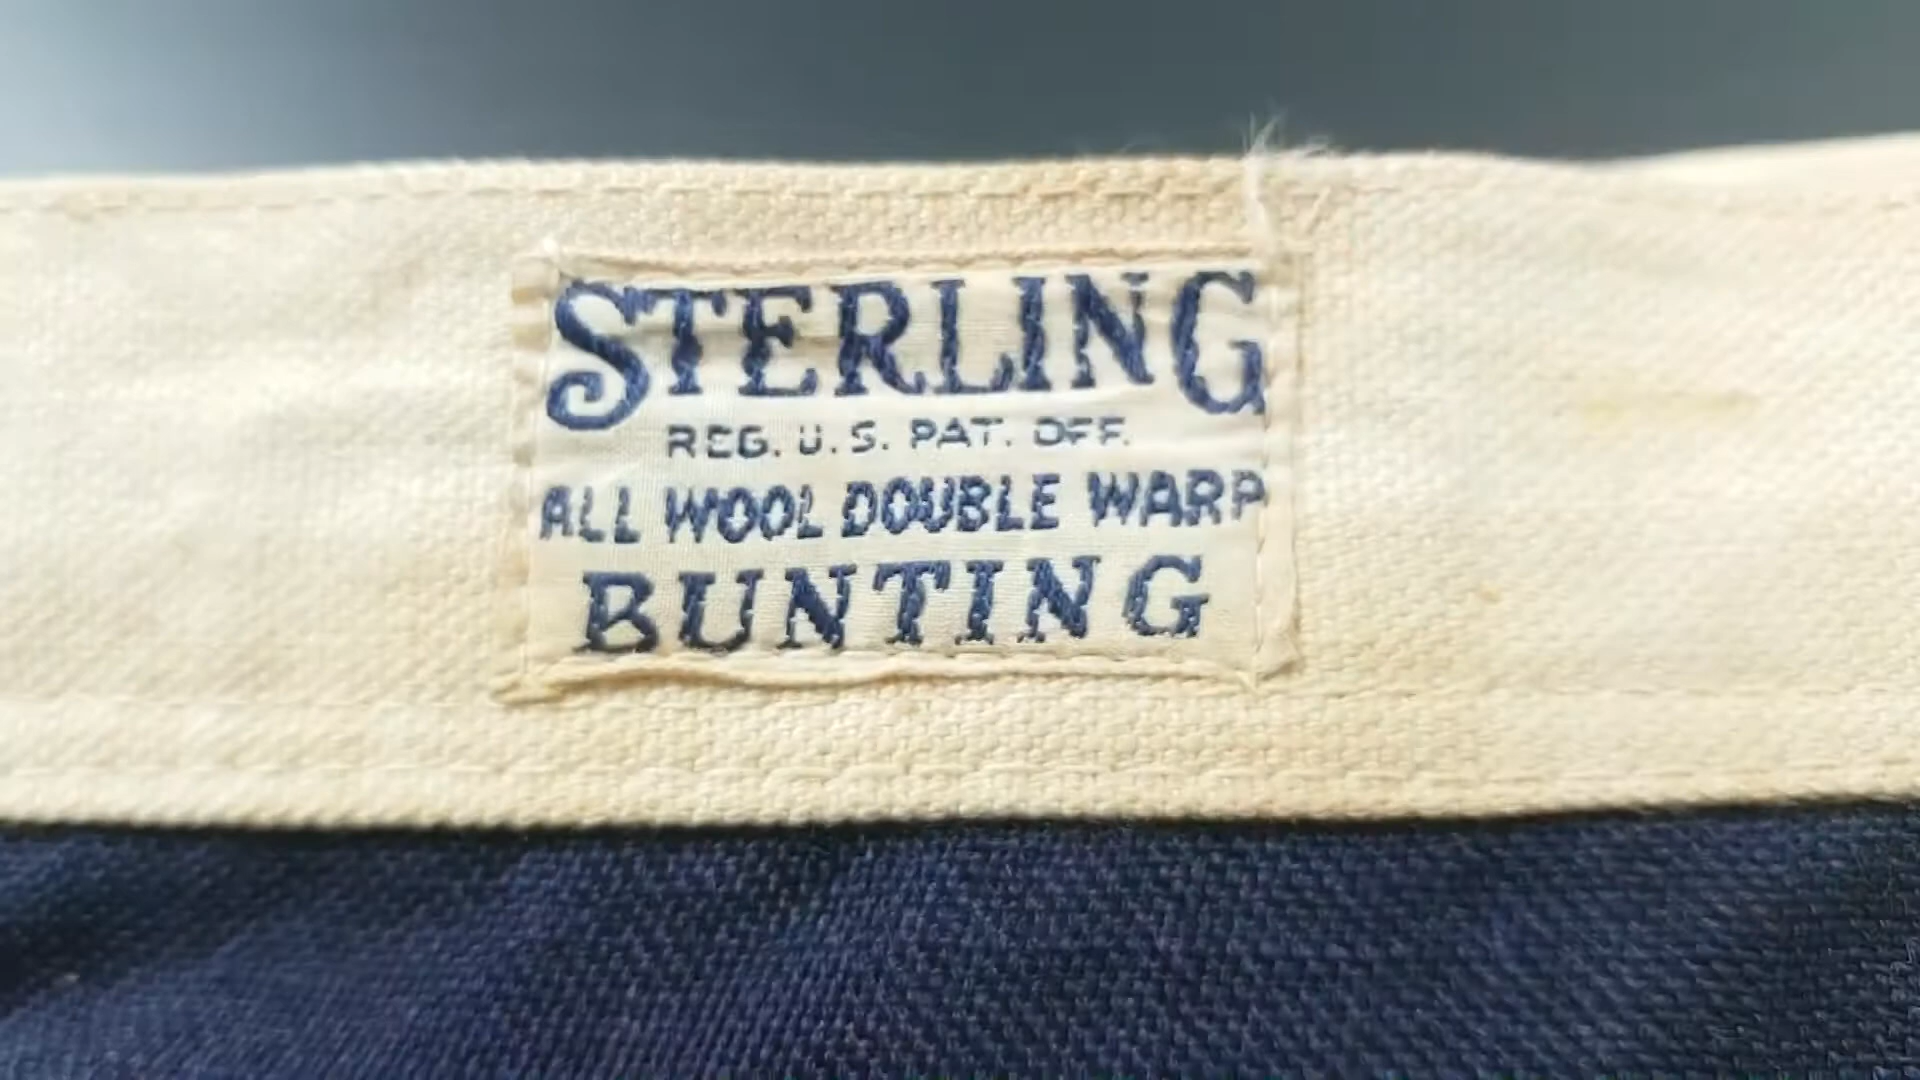 STERLING
REG. U.S. PAT. OFF.
ALL WOOL DOUBLE WARP
BUNTING